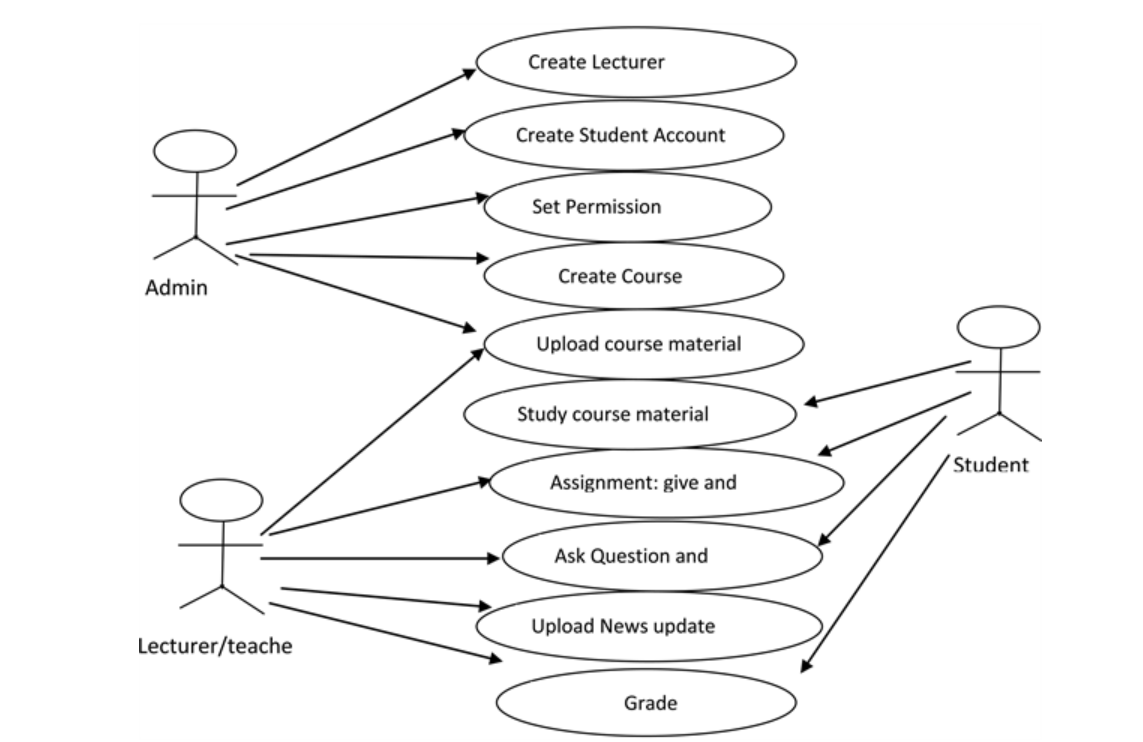 Create Lecturer
Create Student Account
Set Permission
Create Course
Admin
Upload course material
Study course material
Student
Assignment: give and
Ask Question and
Upload News update
Lecturer/teache
Grade